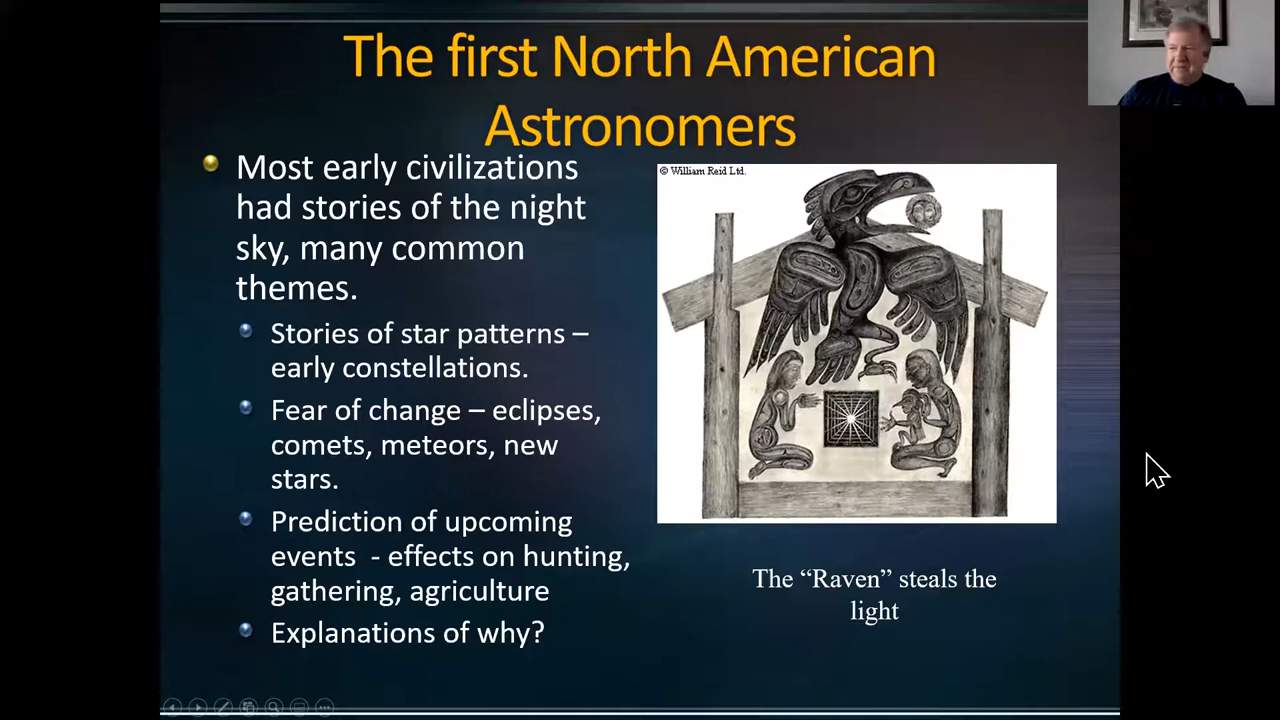 The first North American
Astronomers
Most early civilizations
had stories of the night
sky, many common
themes.
Stories of star patterns –
early constellations.
Fear of change – eclipses,
comets, meteors, new
stars.
Prediction of upcoming
events - effects on hunting,
gathering, agriculture
Explanations of why?
© William Reid Ltd.
The “Raven” steals the
light